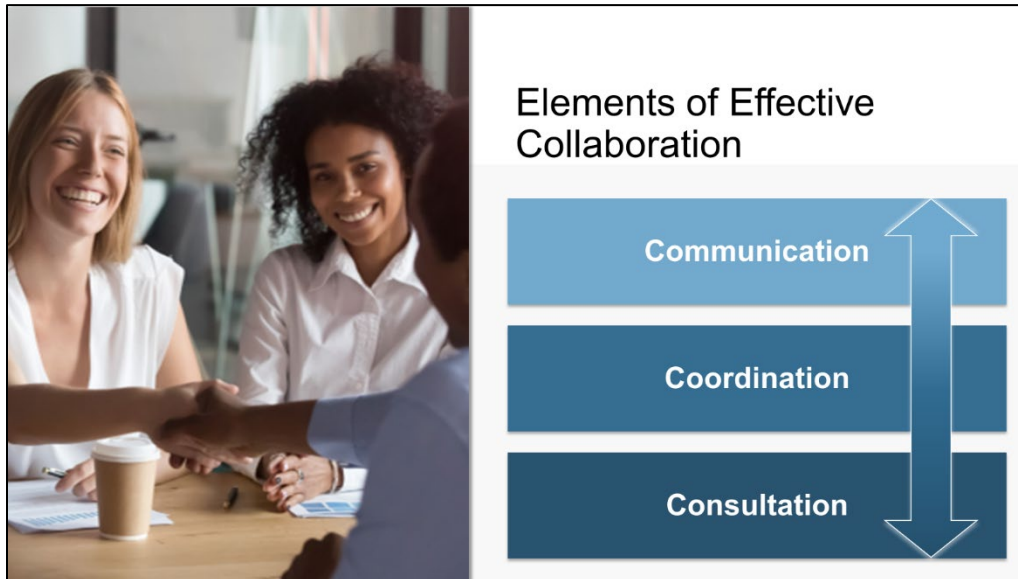 Elements of Effective
Collaboration
Communication
Coordination
Consultation